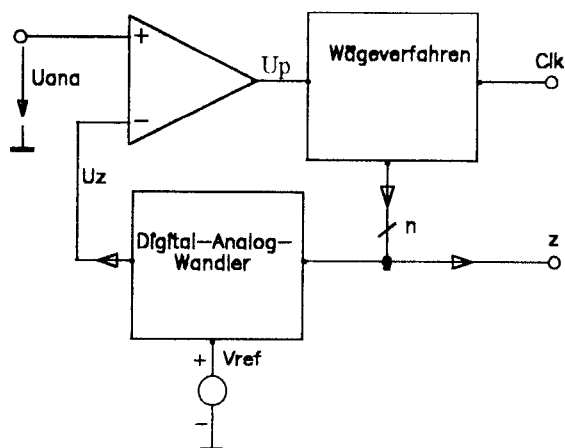 +
Up
Wägeverfahren
Clk
Uana
−
Uz
n
z
Digital-Analog-
Wandler
+ Vref
−